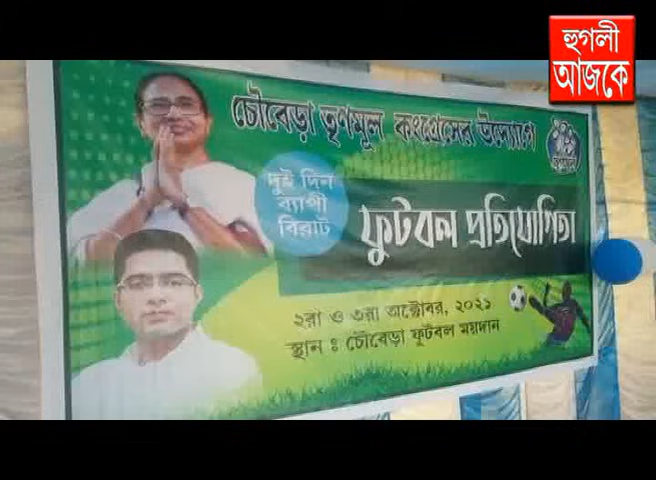 হুগলী
আজকে
চৌবেড়া তৃণমূল কংগ্রেসের উদ্যোগে
দুই দিন
ব্যাপী
বিরাট
ফুটবল প্রতিযোগিতা
২রা ও ৩রা অক্টোবর, ২০২১
স্থান : চৌবেড়া ফুটবল ময়দান